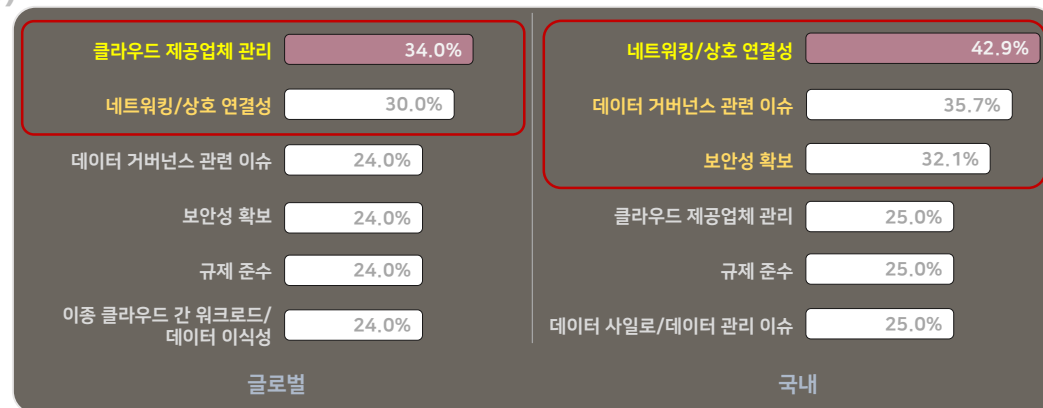 클라우드 제공업체 관리 34.0%
네트워킹/상호 연결성 30.0%
데이터 거버넌스 관련 이슈 24.0%
보안성 확보 24.0%
규제 준수 24.0%
이종 클라우드 간 워크로드/
데이터 이식성 24.0%
글로벌
네트워킹/상호 연결성 42.9%
데이터 거버넌스 관련 이슈 35.7%
보안성 확보 32.1%
클라우드 제공업체 관리 25.0%
규제 준수 25.0%
데이터 사일로/데이터 관리 이슈 25.0%
국내